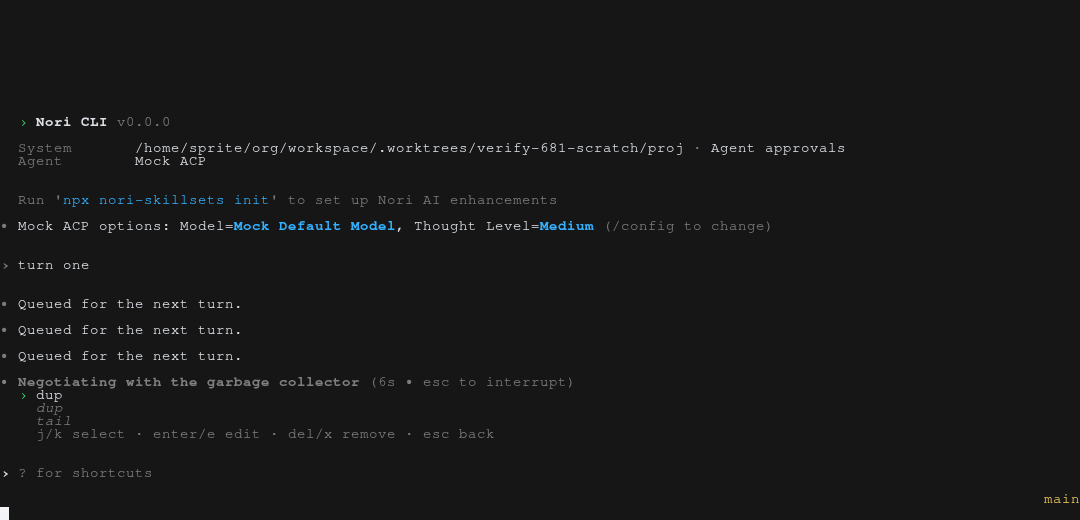 › Nori CLI v0.0.0
System /home/sprite/org/workspace/.worktrees/verify-681-scratch/proj · Agent approvals
Agent Mock ACP
Run 'npx nori-skillsets init' to set up Nori AI enhancements
• Mock ACP options: Model=Mock Default Model, Thought Level=Medium (/config to change)
› turn one
• Queued for the next turn.
• Queued for the next turn.
• Queued for the next turn.
• Negotiating with the garbage collector (6s • esc to interrupt)
› dup
dup
tail
j/k select · enter/e edit · del/x remove · esc back
› ? for shortcuts
main